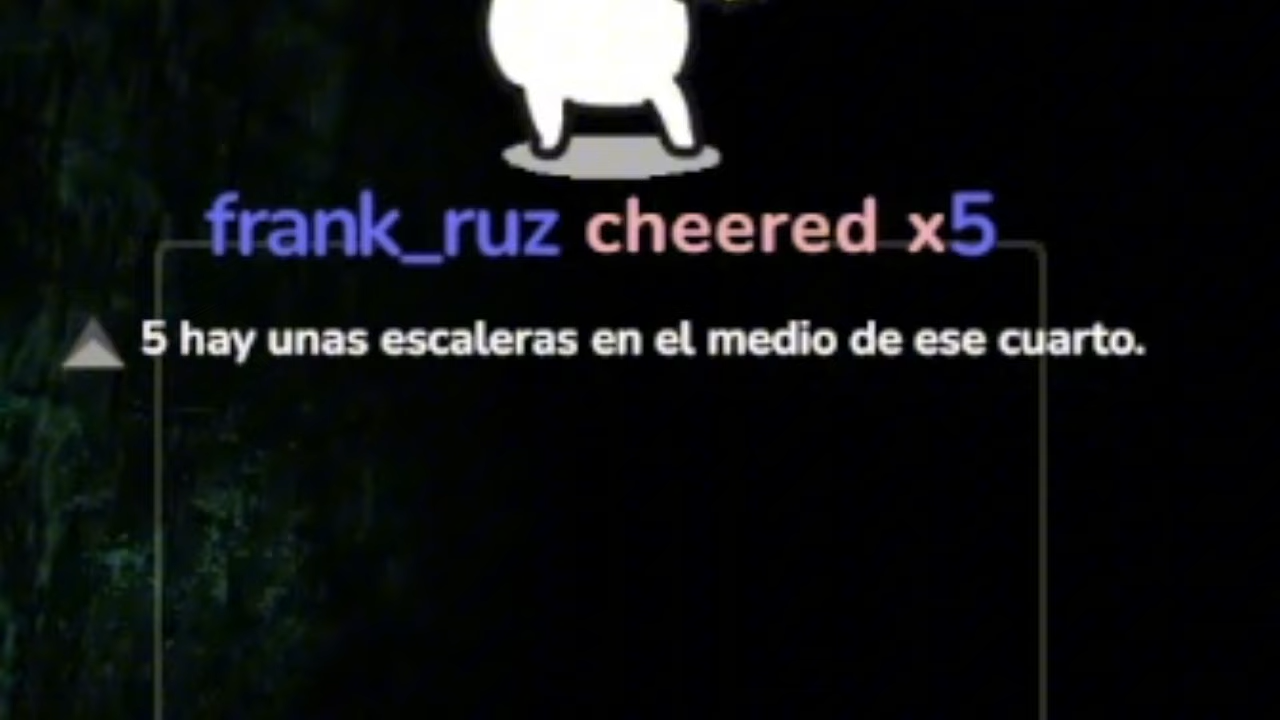 frank_ruz cheered x5
5 hay unas escaleras en el medio de ese cuarto.